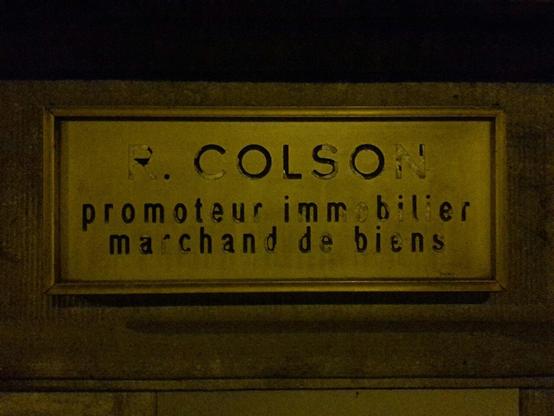 R. COLSON
promoteur immobilier
marchand de biens